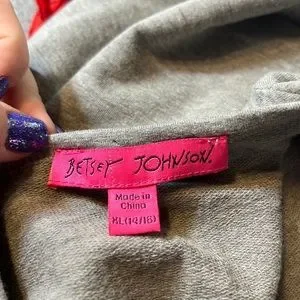 BETSEY JOHNSON.
Made in
China
XL(14/16)